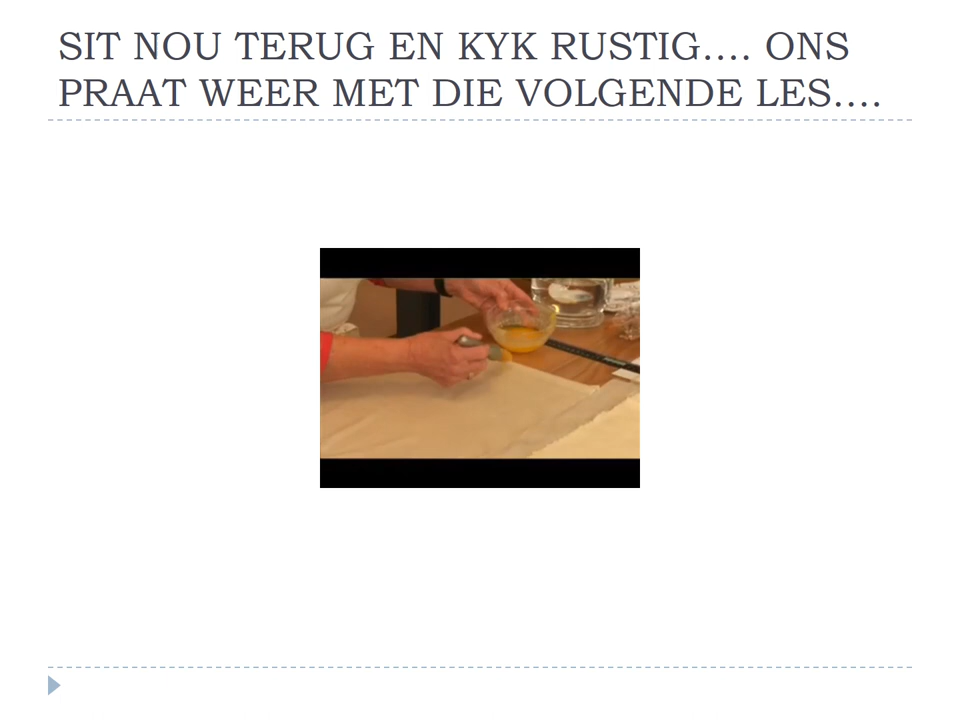 SIT NOU TERUG EN KYK RUSTIG…. ONS
PRAAT WEER MET DIE VOLGENDE LES….